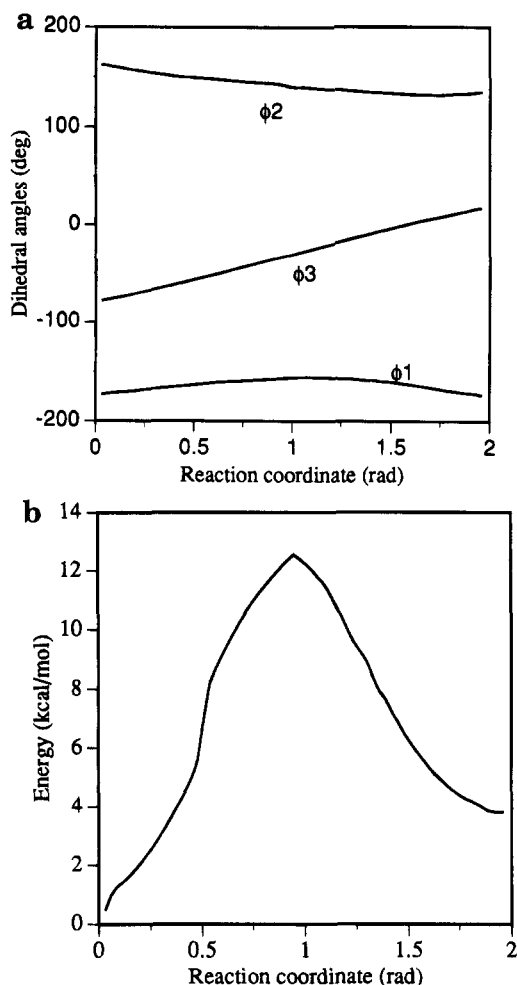 a
200
100
0
-100
-200
Dihedral angles (deg)
ϕ2
ϕ3
ϕ1
0
0.5
1
1.5
2
Reaction coordinate (rad)
b
14
12
10
8
6
4
2
0
Energy (kcal/mol)
0
0.5
1
1.5
2
Reaction coordinate (rad)